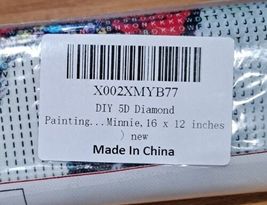 X002XMYB77
DIY 5D Diamond
Painting...Minnie,16 x 12 inches
) new
Made In China